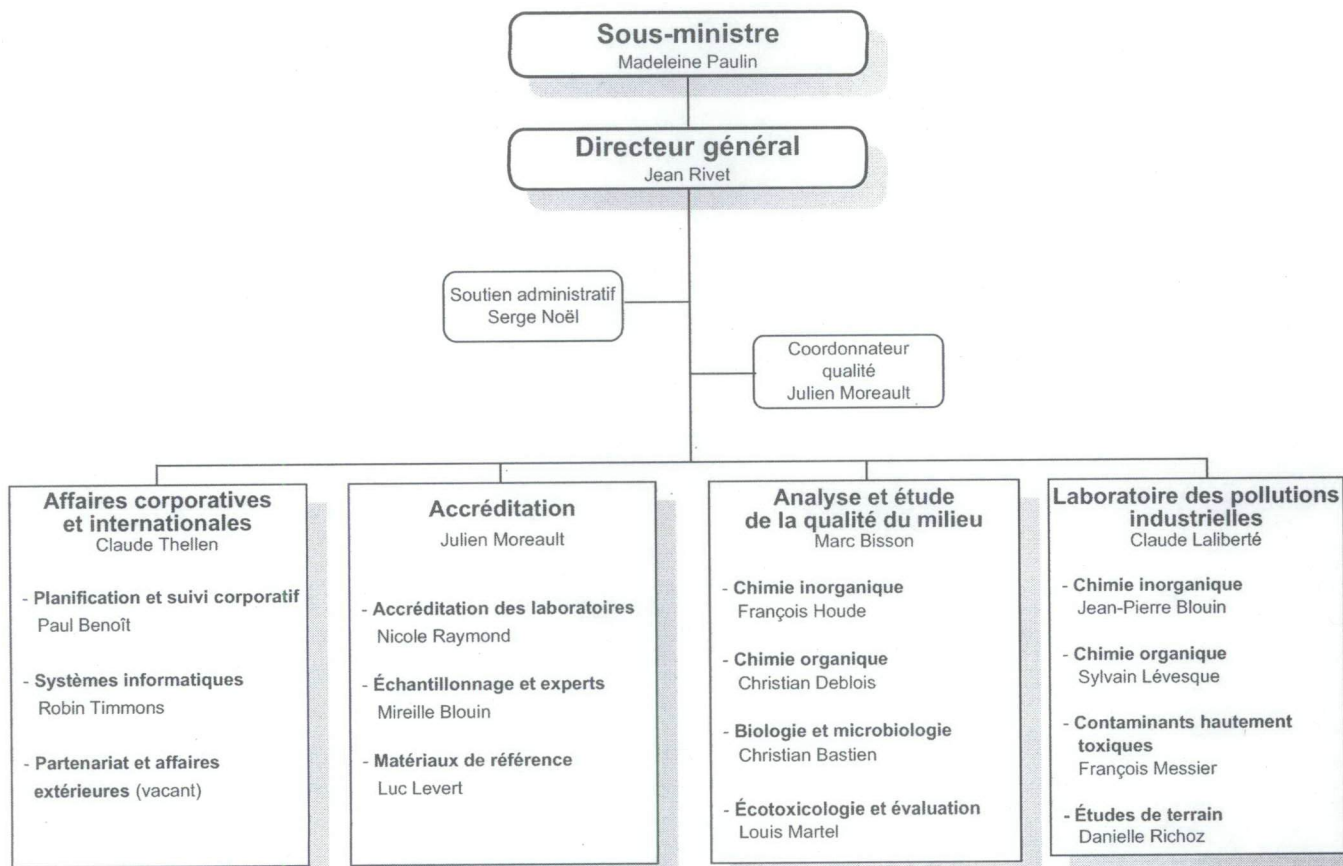 Sous-ministre
Madeleine Paulin
Directeur général
Jean Rivet
Soutien administratif
Serge Noël
Coordonnateur
qualité
Julien Moreault
Affaires corporatives
et internationales
Claude Thellen
- Planification et suivi corporatif
Paul Benoît
- Systèmes informatiques
Robin Timmons
- Partenariat et affaires
extérieures (vacant)
Accréditation
Julien Moreault
- Accréditation des laboratoires
Nicole Raymond
- Échantillonnage et experts
Mireille Blouin
- Matériaux de référence
Luc Levert
Analyse et étude
de la qualité du milieu
Marc Bisson
- Chimie inorganique
François Houde
- Chimie organique
Christian Deblois
- Biologie et microbiologie
Christian Bastien
- Écotoxicologie et évaluation
Louis Martel
Laboratoire des pollutions
industrielles
Claude Laliberté
- Chimie inorganique
Jean-Pierre Blouin
- Chimie organique
Sylvain Lévesque
- Contaminants hautement
toxiques
François Messier
- Études de terrain
Danielle Richoz